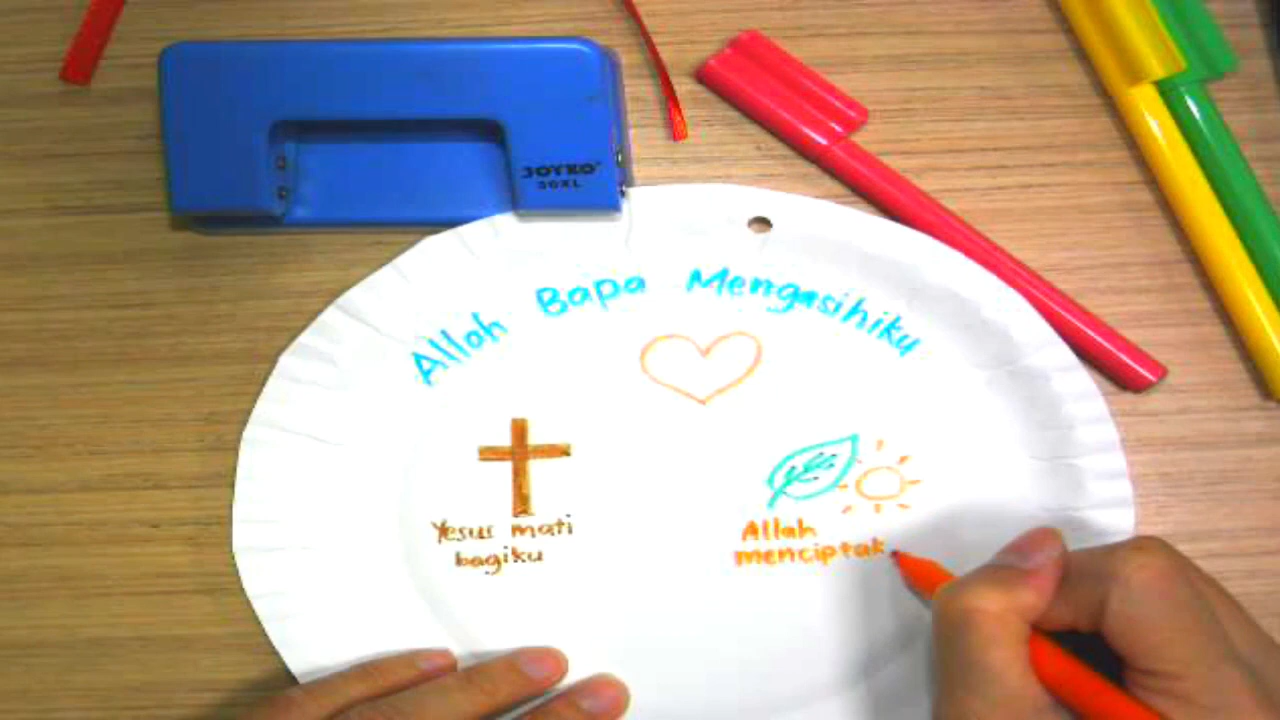 JOYKO
30XL
Allah Bapa Mengasihiku
Yesus mati
bagiku
Allah
menciptak